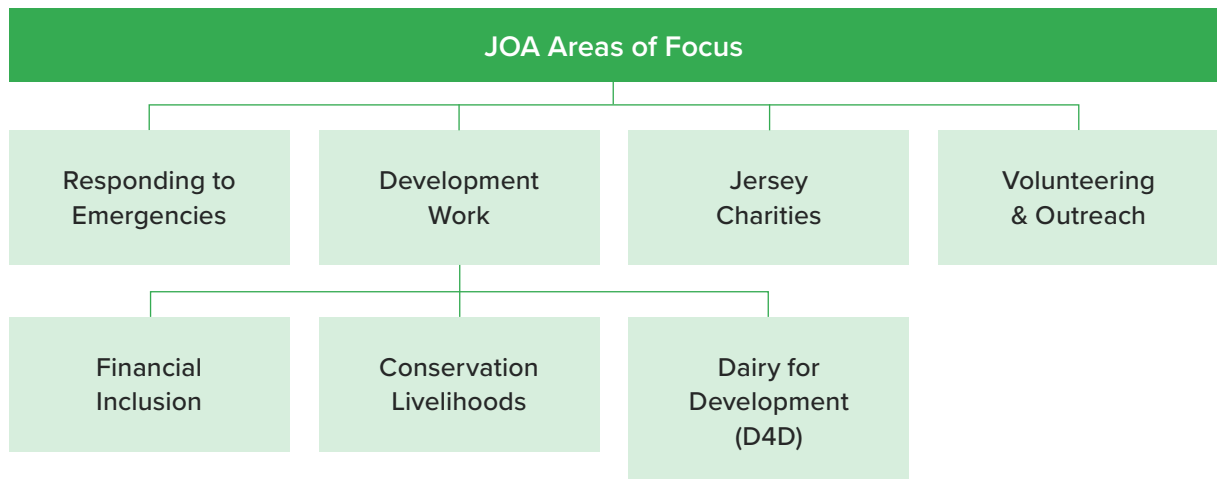 JOA Areas of Focus
Responding to
Emergencies
Development
Work
Jersey
Charities
Volunteering
& Outreach
Financial
Inclusion
Conservation
Livelihoods
Dairy for
Development
(D4D)